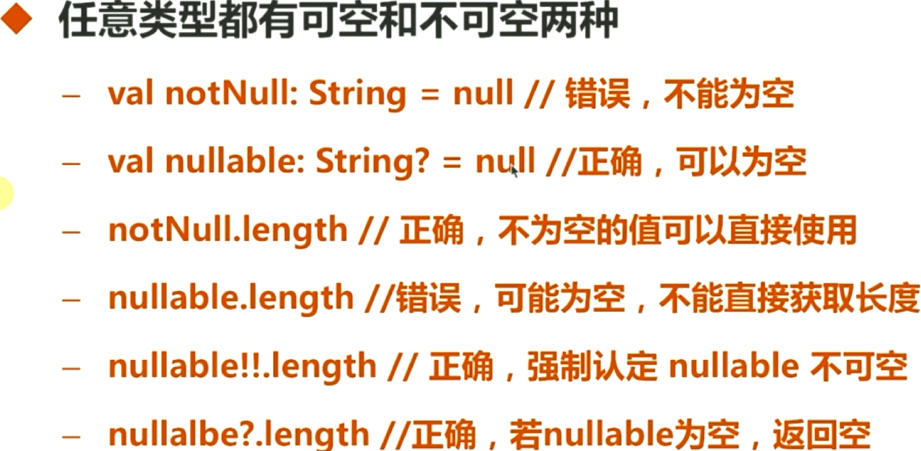 任意类型都有可空和不可空两种
– val notNull: String = null // 错误，不能为空
– val nullable: String? = null //正确，可以为空
– notNull.length // 正确，不为空的值可以直接使用
– nullable.length //错误，可能为空，不能直接获取长度
– nullable!!.length // 正确，强制认定 nullable 不可空
– nullalbe?.length //正确，若nullable为空，返回空